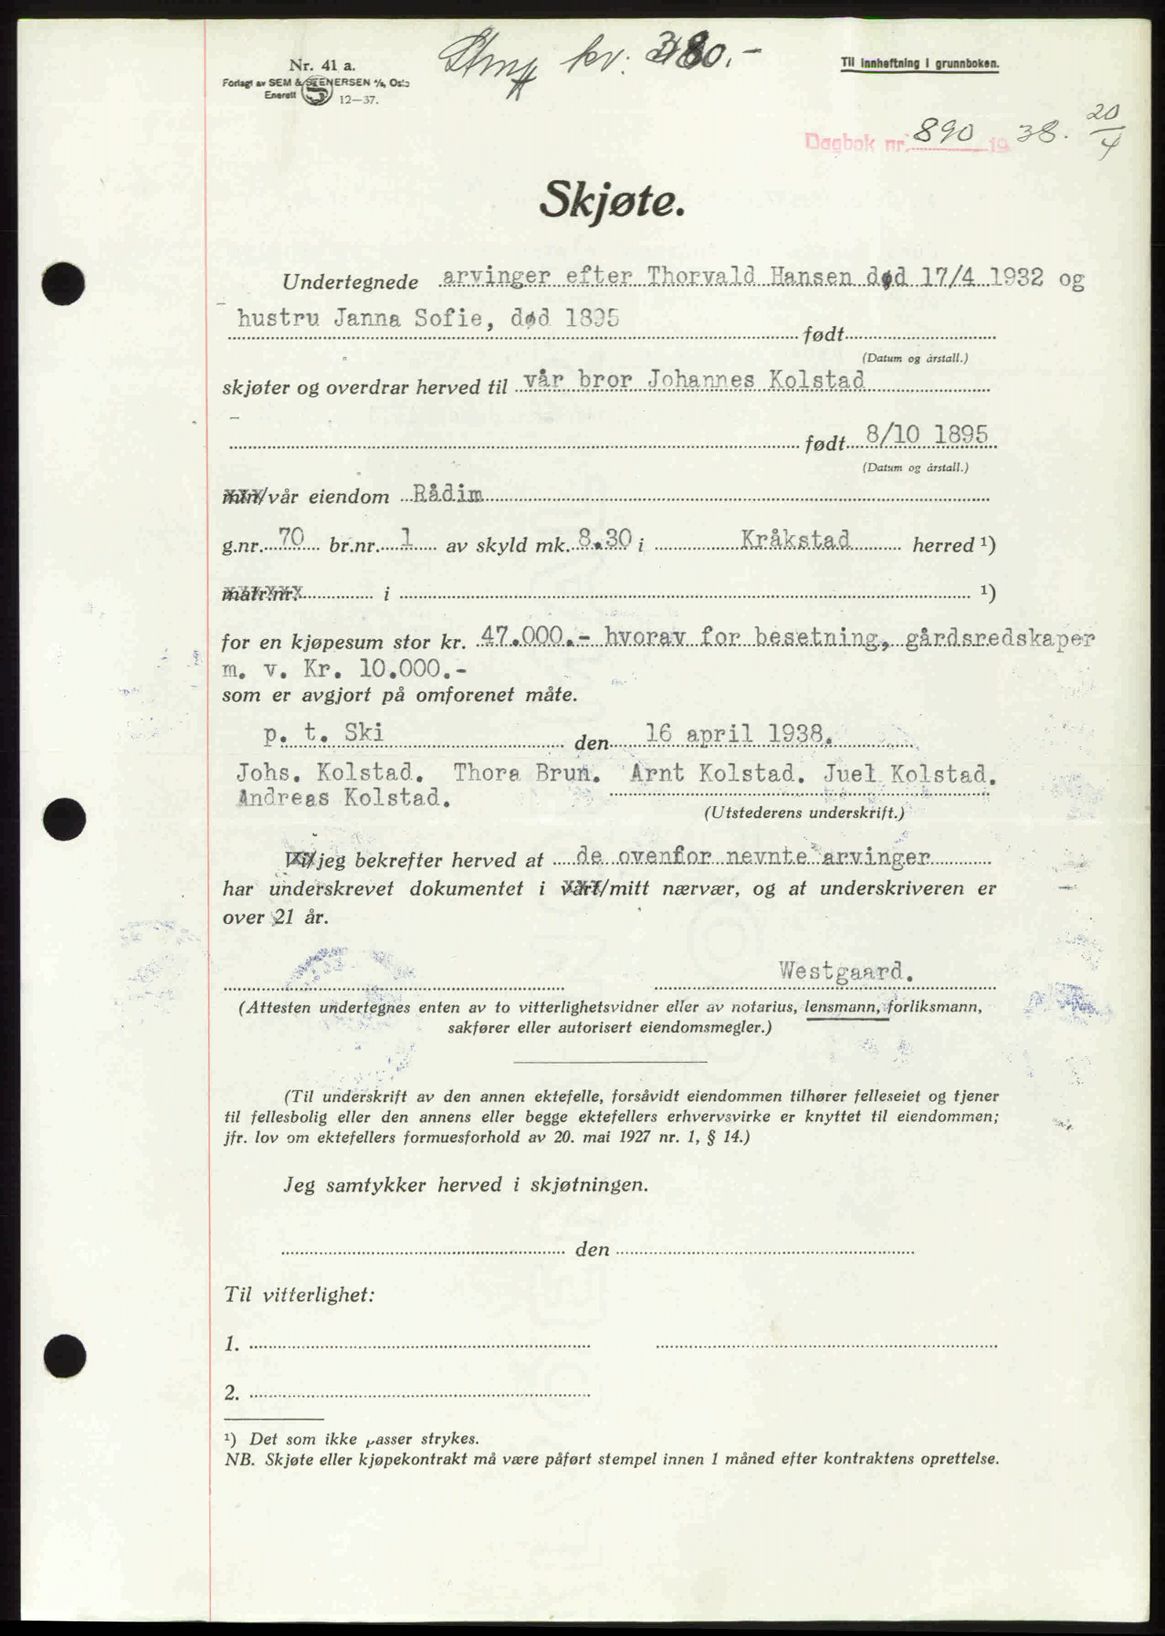 Nr. 41 a.
Forlagt av SEM & STENERSEN A/S, Oslo
Enerett 12—37.
kr: 380.-
Til innheftning i grunnboken.
Dagbok nr. 890 19 38. 20/4
Skjøte.
Undertegnede arvinger efter Thorvald Hansen død 17/4 1932 og
hustru Janna Sofie, død 1895 født
(Datum og årstall.)
skjøter og overdrar herved til vår bror Johannes Kolstad
født 8/10 1895
(Datum og årstall.)
min/vår eiendom Rådim
g.nr. 70 br.nr. 1 av skyld mk. 8.30 i Kråkstad herred ¹)
matr.nr. i ¹)
for en kjøpesum stor kr. 47.000.- hvorav for besetning, gårdsredskaper
m. v. Kr. 10.000.-
som er avgjort på omforenet måte.
p. t. Ski den 16 april 1938.
Johs. Kolstad. Thora Brun. Arnt Kolstad. Juel Kolstad.
Andreas Kolstad.
(Utstederens underskrift.)
Vi/jeg bekrefter herved at de ovenfor nevnte arvinger
har underskrevet dokumentet i vårt/mitt nærvær, og at underskriveren er
over 21 år.
Westgaard.
(Attesten undertegnes enten av to vitterlighetsvidner eller av notarius, lensmann, forliksmann,
sakfører eller autorisert eiendomsmegler.)
(Til underskrift av den annen ektefelle, forsåvidt eiendommen tilhører felleseiet og tjener
til fellesbolig eller den annens eller begge ektefellers erhvervsvirke er knyttet til eiendommen;
jfr. lov om ektefellers formuesforhold av 20. mai 1927 nr. 1, § 14.)
Jeg samtykker herved i skjøtningen.
den
Til vitterlighet:
1.
2.
¹) Det som ikke passer strykes.
NB. Skjøte eller kjøpekontrakt må være påført stempel innen 1 måned efter kontraktens oprettelse.